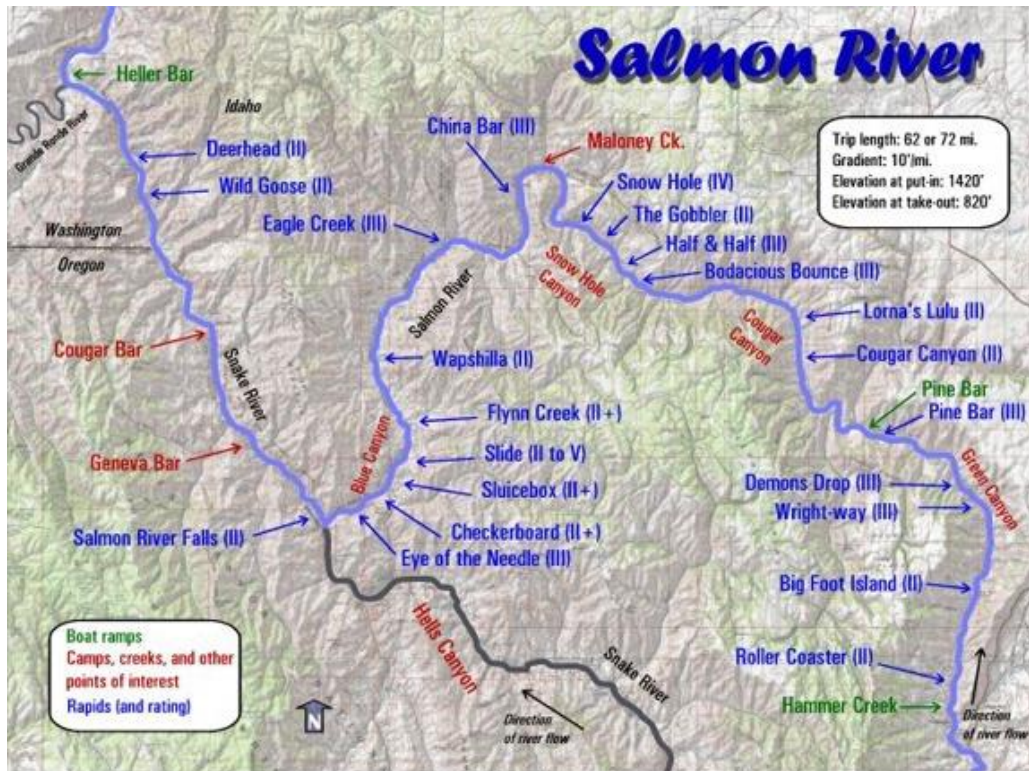 Salmon River
Heller Bar
Idaho
Grande Ronde River
China Bar (III)
Maloney Ck.
Trip length: 62 or 72 mi.
Gradient: 10'/mi.
Elevation at put-in: 1420'
Elevation at take-out: 820'
Deerhead (II)
Wild Goose (II)
Snow Hole (IV)
The Gobbler (II)
Eagle Creek (III)
Washington
Oregon
Half & Half (III)
Bodacious Bounce (III)
Snow Hole
Canyon
Salmon River
Lorna's Lulu (II)
Cougar
Canyon
Cougar Bar
Wapshilla (II)
Cougar Canyon (II)
Snake River
Pine Bar
Pine Bar (III)
Flynn Creek (II+)
Blue Canyon
Geneva Bar
Slide (II to V)
Sluicebox (II+)
Green Canyon
Demons Drop (III)
Wright-way (III)
Salmon River Falls (II)
Checkerboard (II+)
Eye of the Needle (III)
Big Foot Island (II)
Hells Canyon
Boat ramps
Camps, creeks, and other
points of interest
Rapids (and rating)
N
Snake River
Direction
of river flow
Roller Coaster (II)
Hammer Creek
Direction
of river flow